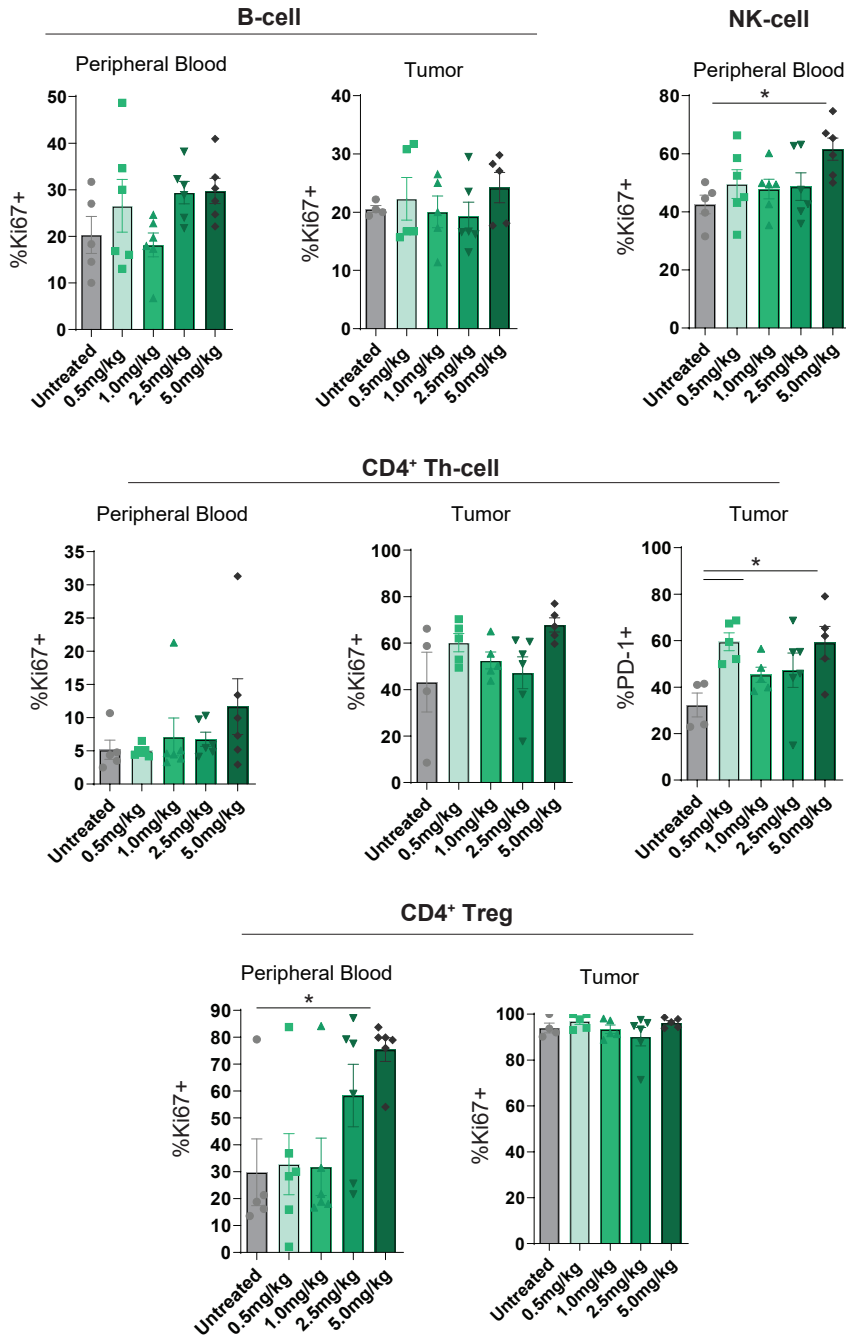 B-cell
NK-cell
Peripheral Blood
Tumor
Peripheral Blood
%Ki67+
50
40
30
20
10
0
Untreated
0.5mg/kg
1.0mg/kg
2.5mg/kg
5.0mg/kg
%Ki67+
40
30
20
10
0
Untreated
0.5mg/kg
1.0mg/kg
2.5mg/kg
5.0mg/kg
%Ki67+
80
60
40
20
0
*
Untreated
0.5mg/kg
1.0mg/kg
2.5mg/kg
5.0mg/kg
CD4⁺ Th-cell
Peripheral Blood
Tumor
Tumor
%Ki67+
35
30
25
20
15
10
5
0
Untreated
0.5mg/kg
1.0mg/kg
2.5mg/kg
5.0mg/kg
%Ki67+
100
80
60
40
20
0
Untreated
0.5mg/kg
1.0mg/kg
2.5mg/kg
5.0mg/kg
%PD-1+
100
80
60
40
20
0
*
Untreated
0.5mg/kg
1.0mg/kg
2.5mg/kg
5.0mg/kg
CD4⁺ Treg
Peripheral Blood
Tumor
%Ki67+
90
80
70
60
50
40
30
20
10
0
*
Untreated
0.5mg/kg
1.0mg/kg
2.5mg/kg
5.0mg/kg
%Ki67+
100
80
60
40
20
0
Untreated
0.5mg/kg
1.0mg/kg
2.5mg/kg
5.0mg/kg